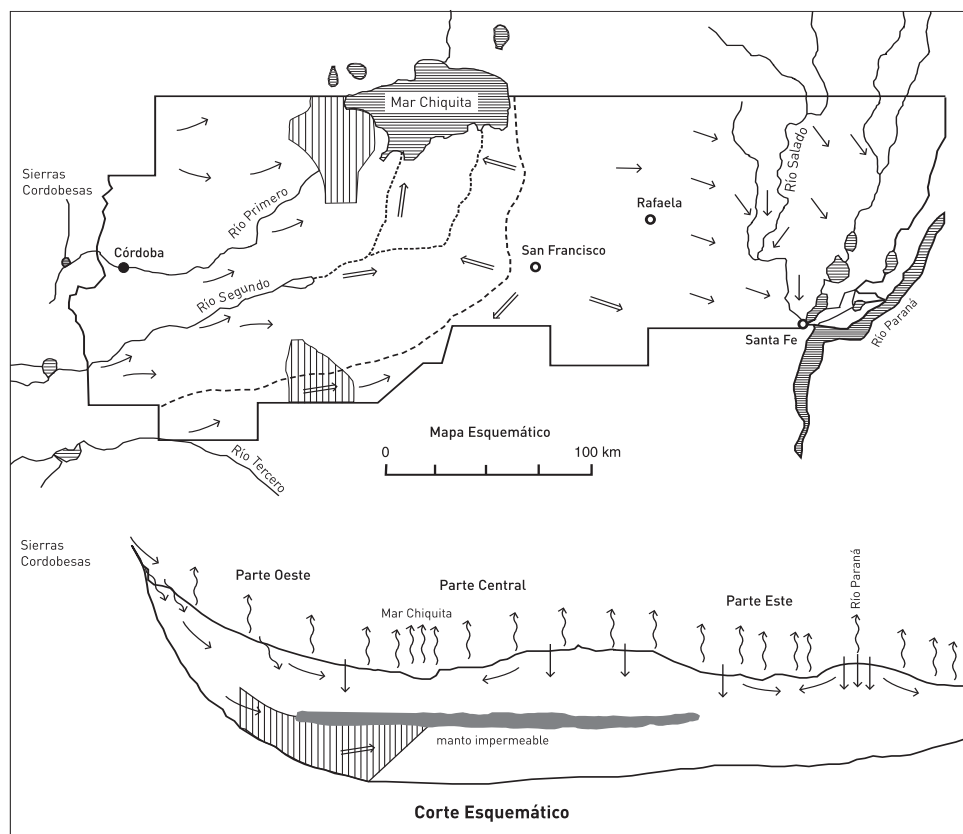 Mar Chiquita
Sierras
Cordobesas
Río Primero
Río Salado
Rafaela
Córdoba
San Francisco
Río Segundo
Santa Fe
Río Paraná
Río Tercero
Mapa Esquemático
0 100 km
Sierras
Cordobesas
Parte Oeste
Parte Central
Mar Chiquita
Parte Este
Río Paraná
manto impermeable
Corte Esquemático